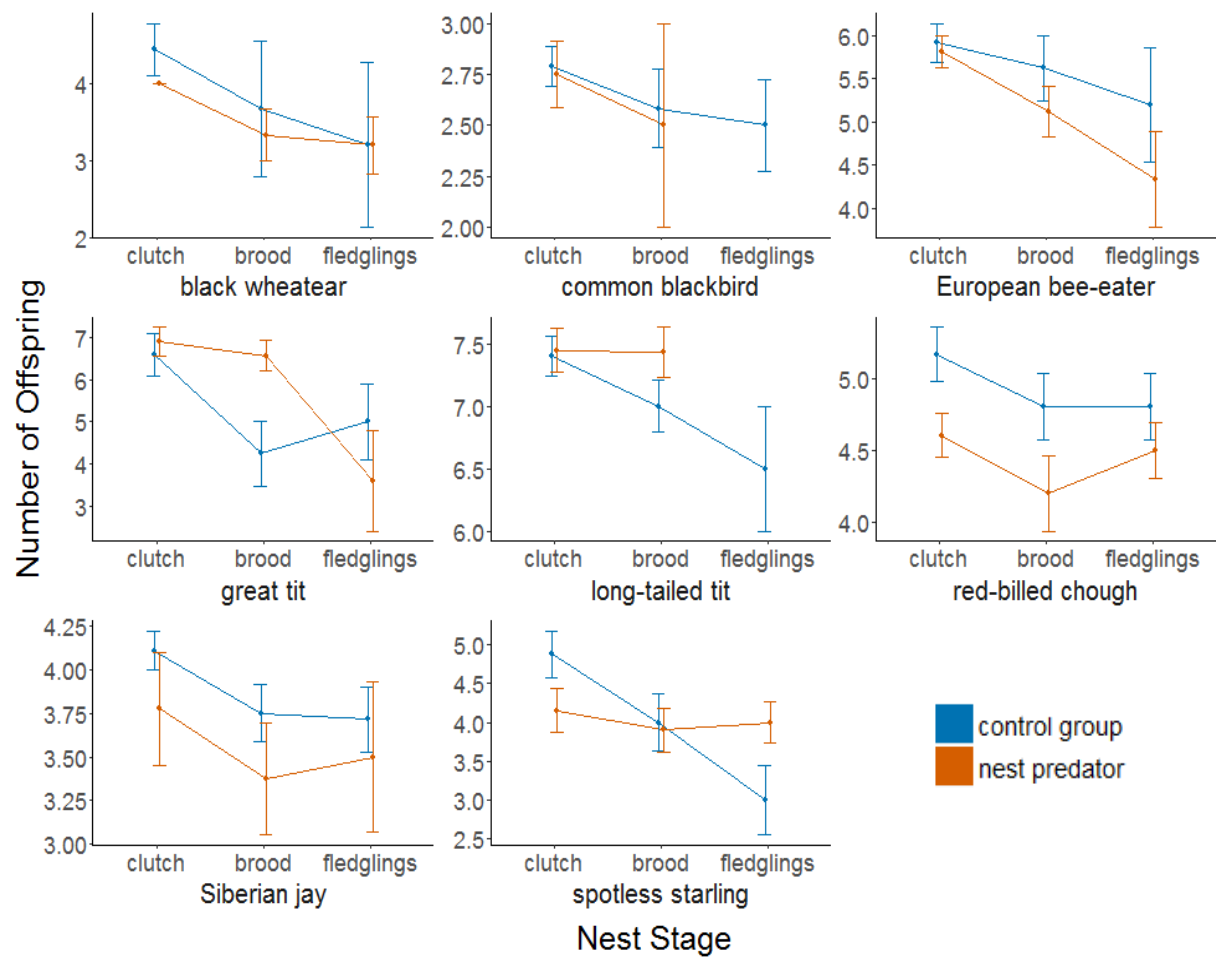 4
3
2
clutch brood fledglings
black wheatear
3.00
2.75
2.50
2.25
2.00
clutch brood fledglings
common blackbird
6.0
5.5
5.0
4.5
4.0
clutch brood fledglings
European bee-eater
Number of Offspring
7
6
5
4
3
clutch brood fledglings
great tit
7.5
7.0
6.5
6.0
clutch brood fledglings
long-tailed tit
5.0
4.5
4.0
clutch brood fledglings
red-billed chough
4.25
4.00
3.75
3.50
3.25
3.00
clutch brood fledglings
Siberian jay
5.0
4.5
4.0
3.5
3.0
2.5
clutch brood fledglings
spotless starling
control group
nest predator
Nest Stage